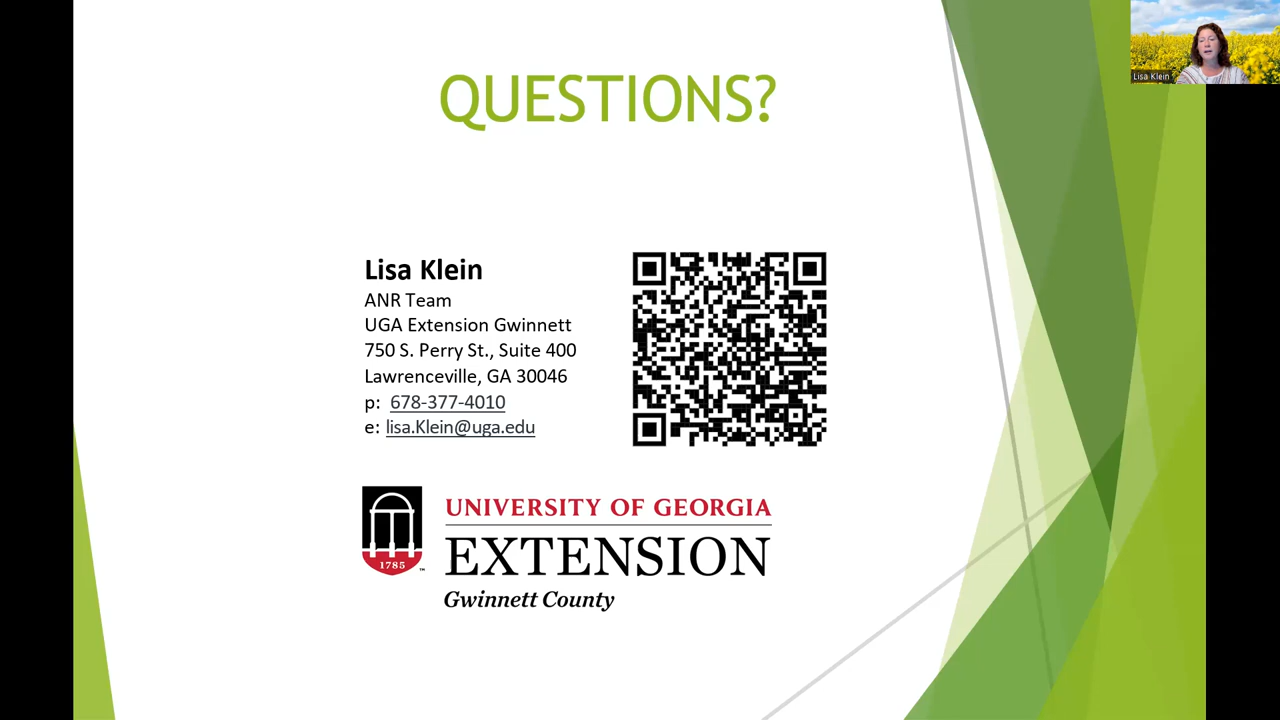 QUESTIONS?
Lisa Klein
Lisa Klein
ANR Team
UGA Extension Gwinnett
750 S. Perry St., Suite 400
Lawrenceville, GA 30046
p: 678-377-4010
e: lisa.Klein@uga.edu
1785
™
UNIVERSITY OF GEORGIA
EXTENSION
Gwinnett County